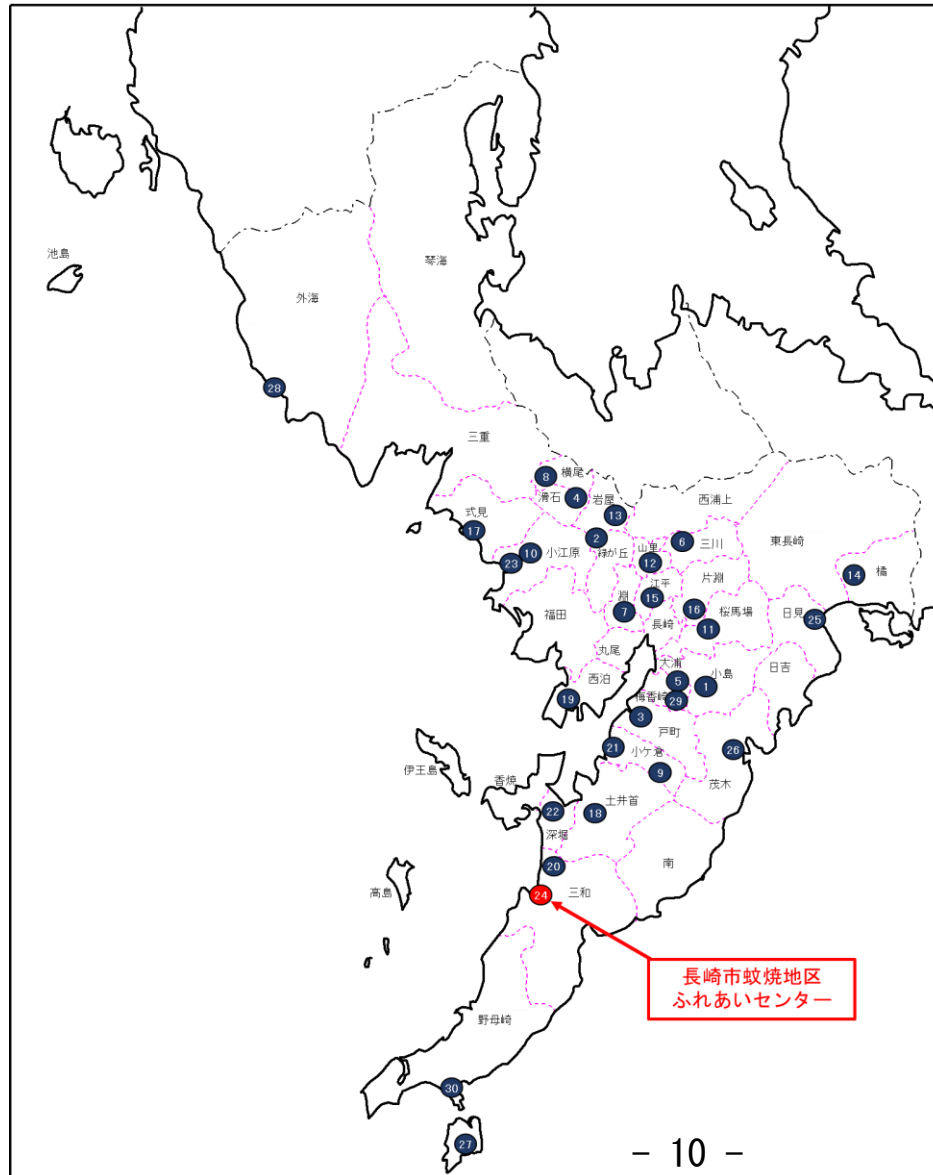 池島
琴海
外海
28
三重
8
横尾
滑石
4
岩屋
13
西浦上
式見
17
2
6
三川
東長崎
23
10
小江原
緑が丘
山里
12
片淵
14
橘
江平
15
淵
7
16
桜馬場
日見
25
福田
長崎
11
丸尾
大浦
日吉
西泊
5
小島
1
19
梅香崎
29
3
戸町
21
小ケ倉
26
伊王島
香焼
9
茂木
22
18
土井首
深堀
20
南
高島
24
三和
長崎市蚊焼地区
ふれあいセンター
野母崎
30
27
- 10 -